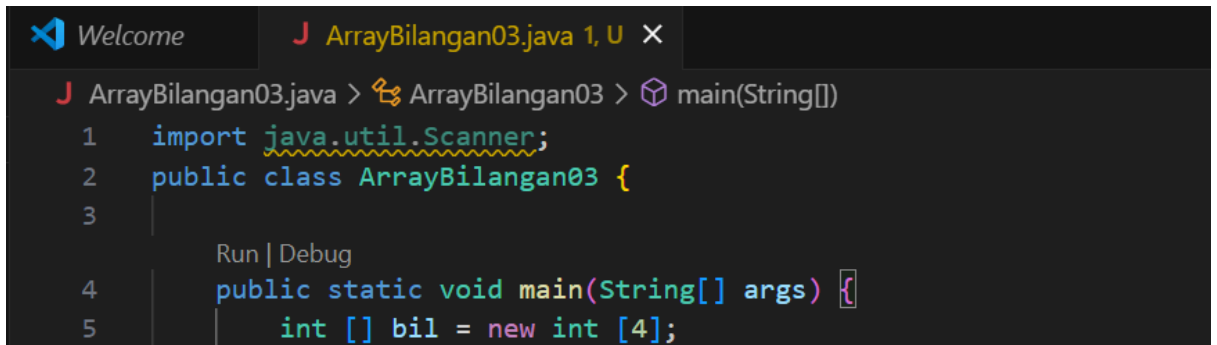 Welcome J ArrayBilangan03.java 1, U ×
J ArrayBilangan03.java > ArrayBilangan03 > main(String[])
1 import java.util.Scanner;
2 public class ArrayBilangan03 {
3
Run | Debug
4 public static void main(String[] args) {
5 int [] bil = new int [4];